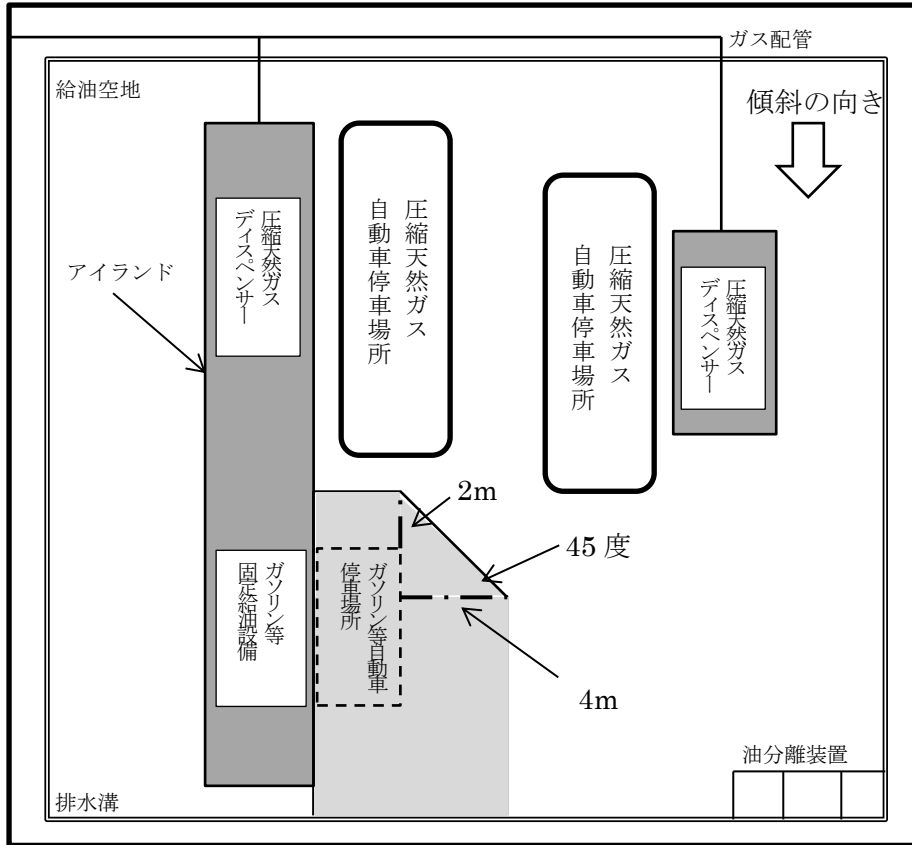 ガス配管
給油空地
傾斜の向き
圧縮天然ガス
ディスペンサー
圧縮天然ガス
自動車停車場所
圧縮天然ガス
自動車停車場所
圧縮天然ガス
ディスペンサー
アイランド
2m
45 度
ガソリン等
固定給油設備
ガソリン等自動車
停車場所
4m
油分離装置
排水溝